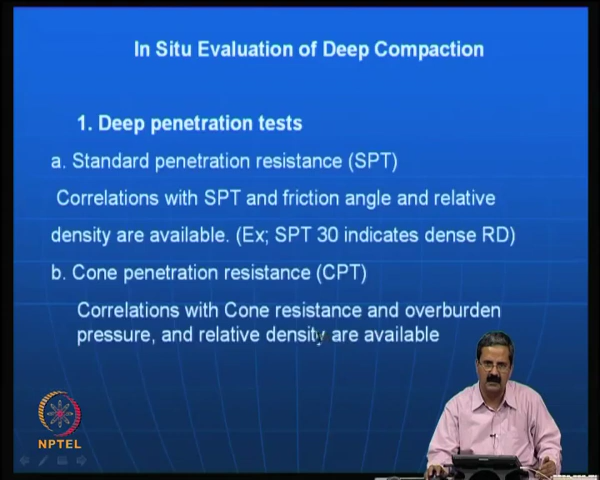 In Situ Evaluation of Deep Compaction
1. Deep penetration tests
a. Standard penetration resistance (SPT)
Correlations with SPT and friction angle and relative
density are available. (Ex; SPT 30 indicates dense RD)
b. Cone penetration resistance (CPT)
Correlations with Cone resistance and overburden
pressure, and relative density are available
NPTEL